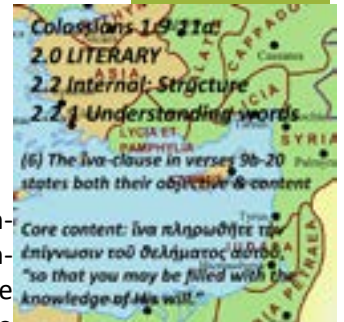 Colossians 1:9-11a:
2.0 LITERARY
2.2 Internal: Structure
2.2.1 Understanding words
(6) The ἵνα-clause in verses 9b-20
states both their objective & content
Core content: ἵνα πληρωθῆτε τὴν
ἐπίγνωσιν τοῦ θελήματος αὐτοῦ,
"so that you may be filled with the
knowledge of His will."
ASIA
LYCIA ET
PAMPHYLIA
SYRIA